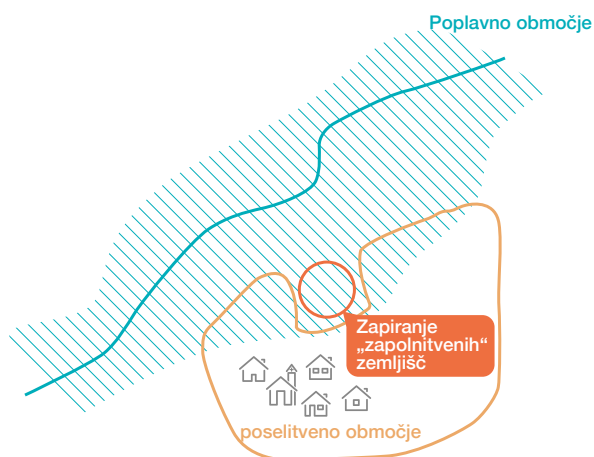 Poplavno območje
Zapiranje
„zapolnitvenih“
zemljišč
poselitveno območje